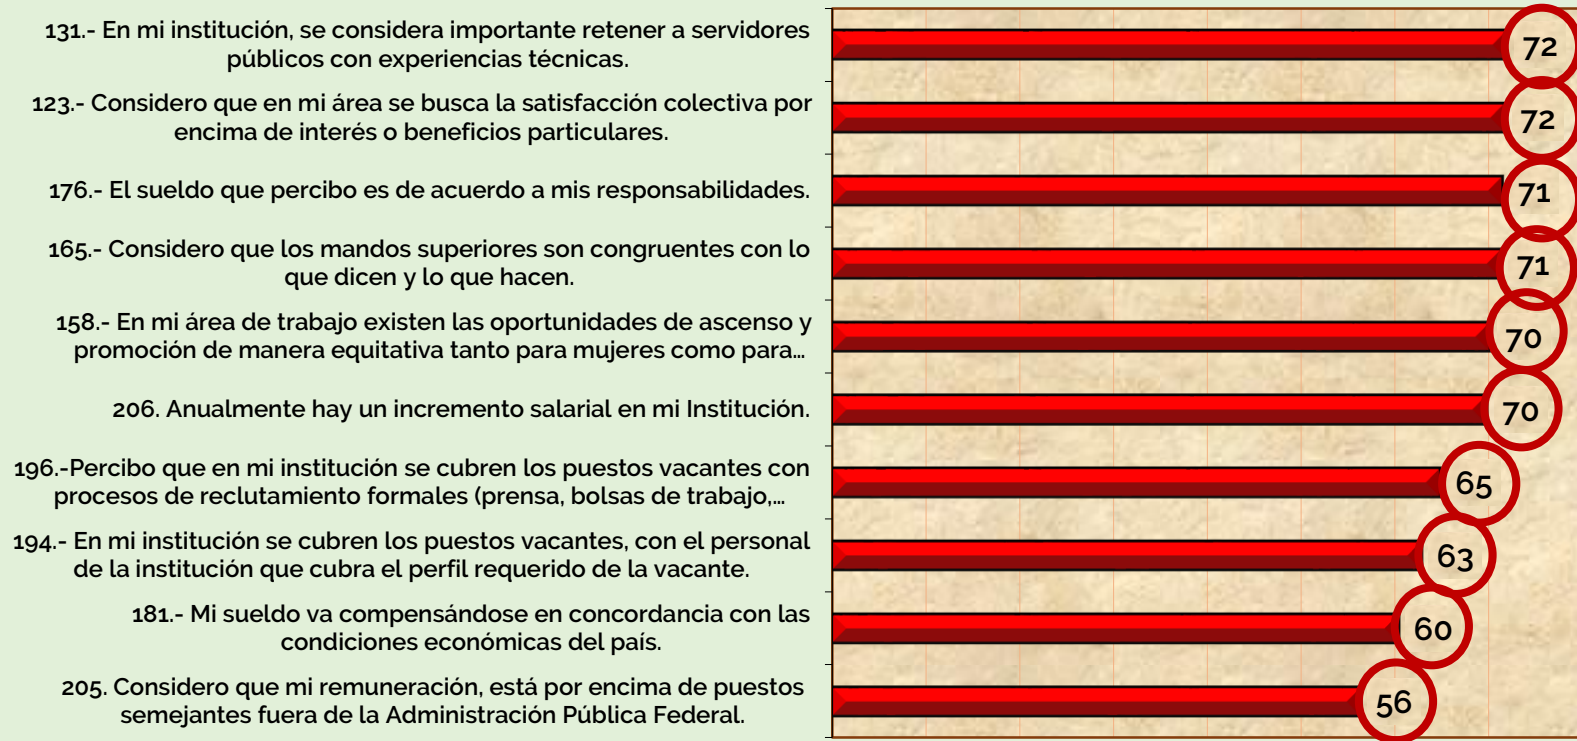 131.- En mi institución, se considera importante retener a servidores
públicos con experiencias técnicas.
72
123.- Considero que en mi área se busca la satisfacción colectiva por
encima de interés o beneficios particulares.
72
176.- El sueldo que percibo es de acuerdo a mis responsabilidades.
71
165.- Considero que los mandos superiores son congruentes con lo
que dicen y lo que hacen.
71
158.- En mi área de trabajo existen las oportunidades de ascenso y
promoción de manera equitativa tanto para mujeres como para...
70
206. Anualmente hay un incremento salarial en mi Institución.
70
196.-Percibo que en mi institución se cubren los puestos vacantes con
procesos de reclutamiento formales (prensa, bolsas de trabajo,...
65
194.- En mi institución se cubren los puestos vacantes, con el personal
de la institución que cubra el perfil requerido de la vacante.
63
181.- Mi sueldo va compensándose en concordancia con las
condiciones económicas del país.
60
205. Considero que mi remuneración, está por encima de puestos
semejantes fuera de la Administración Pública Federal.
56